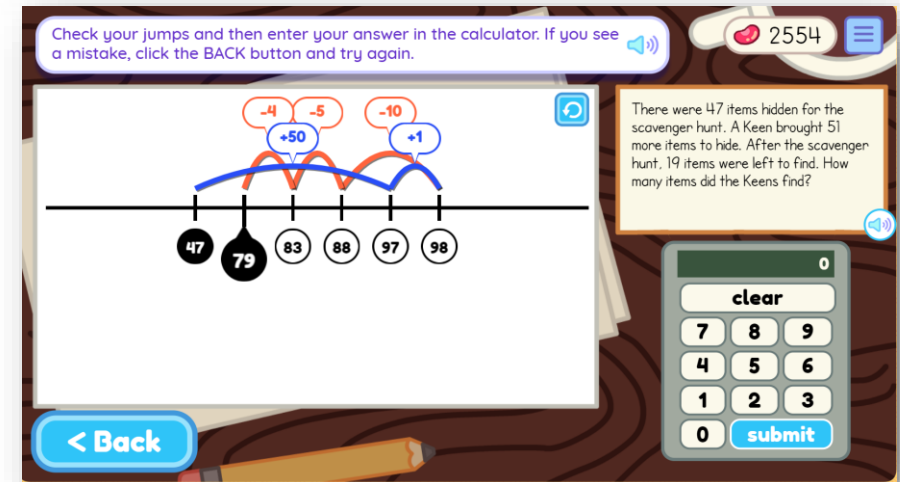 Check your jumps and then enter your answer in the calculator. If you see
a mistake, click the BACK button and try again.
2554
-4 -5 -10
+50 +1
47 79 83 88 97 98
There were 47 items hidden for the
scavenger hunt. A Keen brought 51
more items to hide. After the scavenger
hunt, 19 items were left to find. How
many items did the Keens find?
0
clear
7 8 9
4 5 6
1 2 3
0 submit
< Back